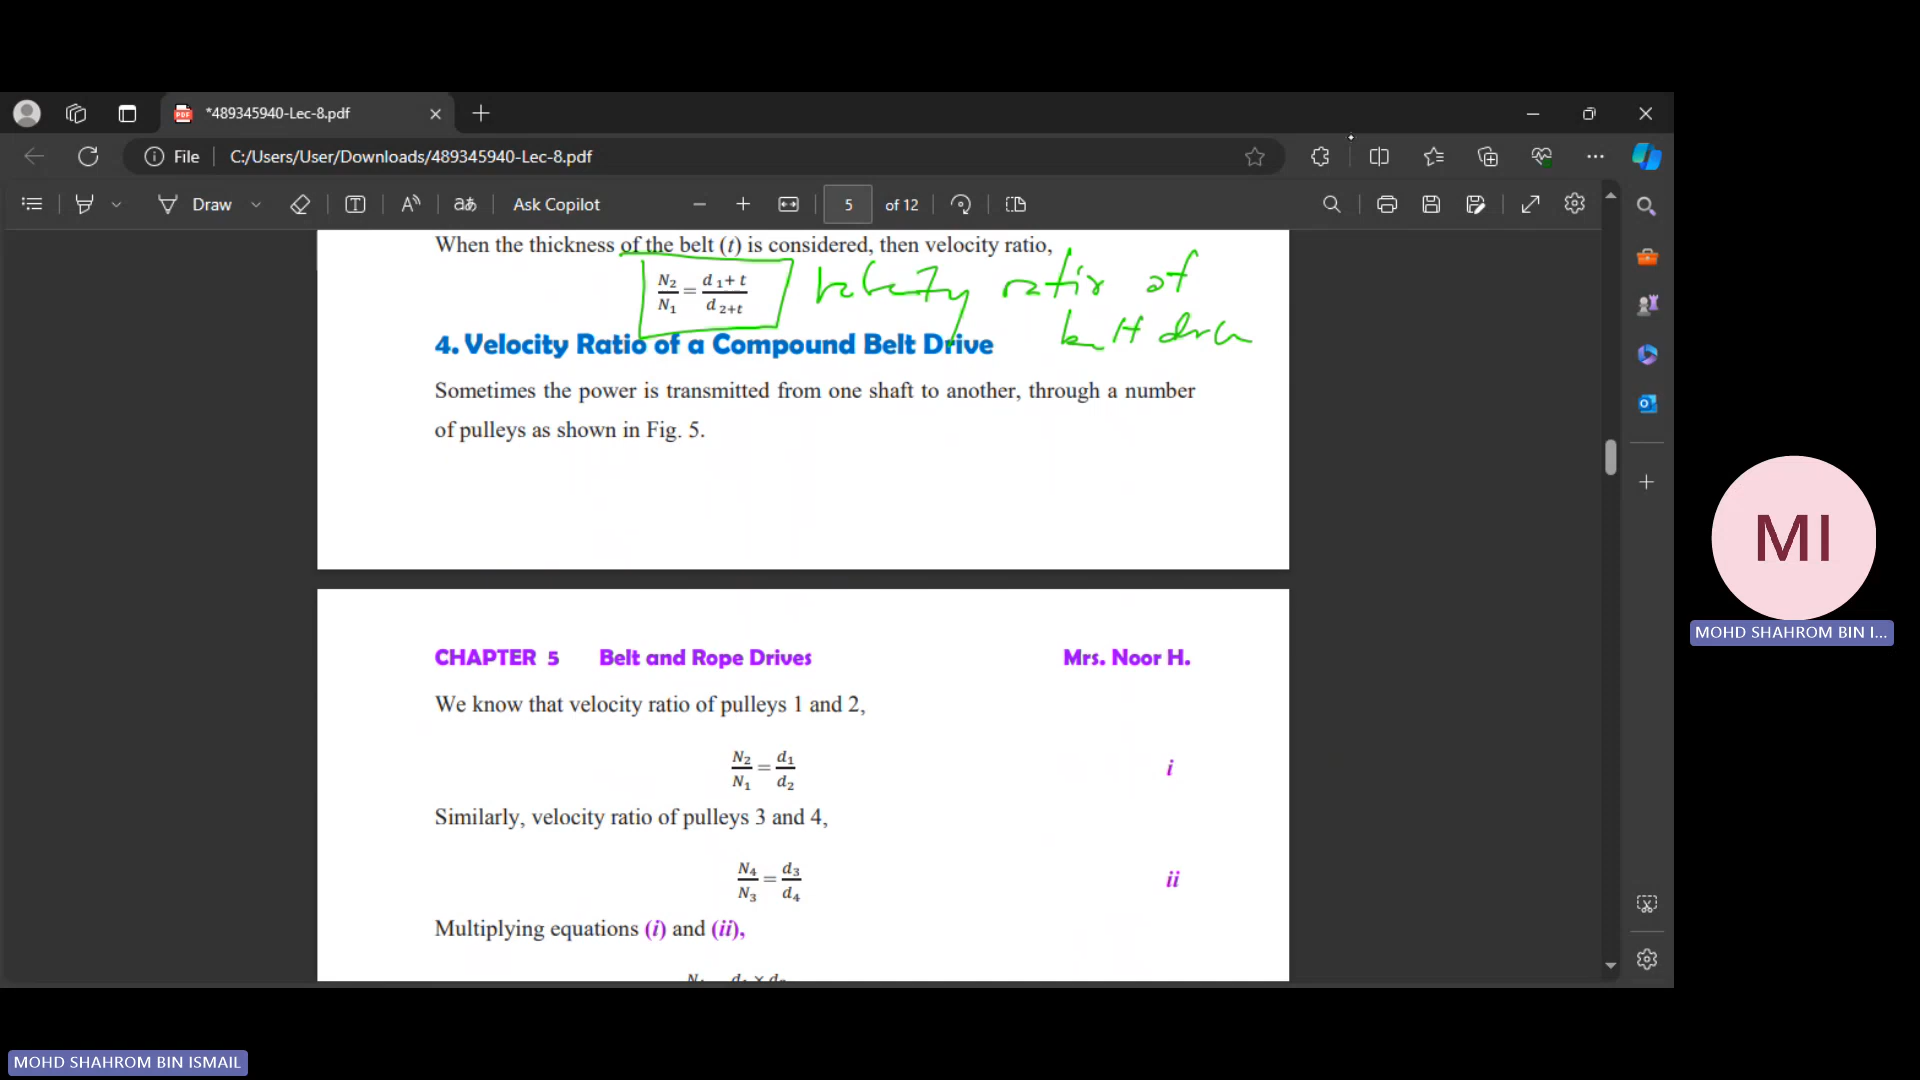 *489345940-Lec-8.pdf
File C:/Users/User/Downloads/489345940-Lec-8.pdf
Draw Ask Copilot 5 of 12
When the thickness of the belt (t) is considered, then velocity ratio,
N₂/N₁ = d ₁+ t/d ₂₊t
ratio of
belt
4. Velocity Ratio of a Compound Belt Drive
Sometimes the power is transmitted from one shaft to another, through a number
of pulleys as shown in Fig. 5.
CHAPTER 5 Belt and Rope Drives Mrs. Noor H.
We know that velocity ratio of pulleys 1 and 2,
N₂/N₁ = d₁/d₂ i
Similarly, velocity ratio of pulleys 3 and 4,
N₄/N₃ = d₃/d₄ ii
Multiplying equations (i) and (ii),
MI
MOHD SHAHROM BIN I...
MOHD SHAHROM BIN ISMAIL